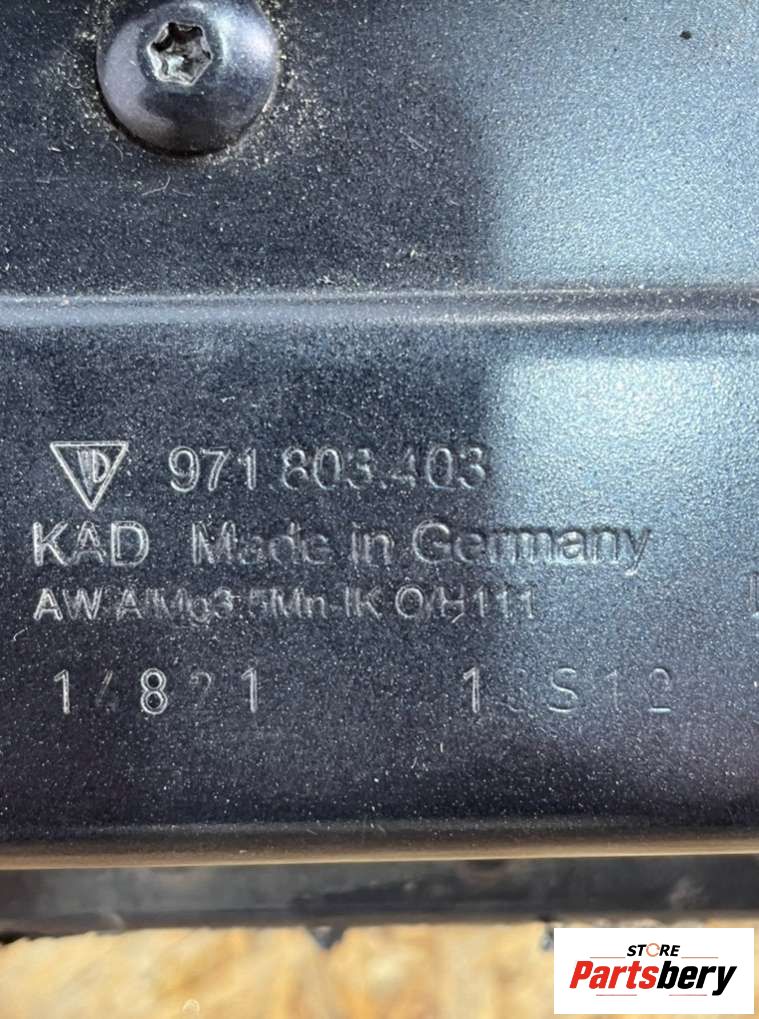 971.803.403
KAD Made in Germany
AW AlMg3.5Mn-IK O/H111
STORE
Partsbery